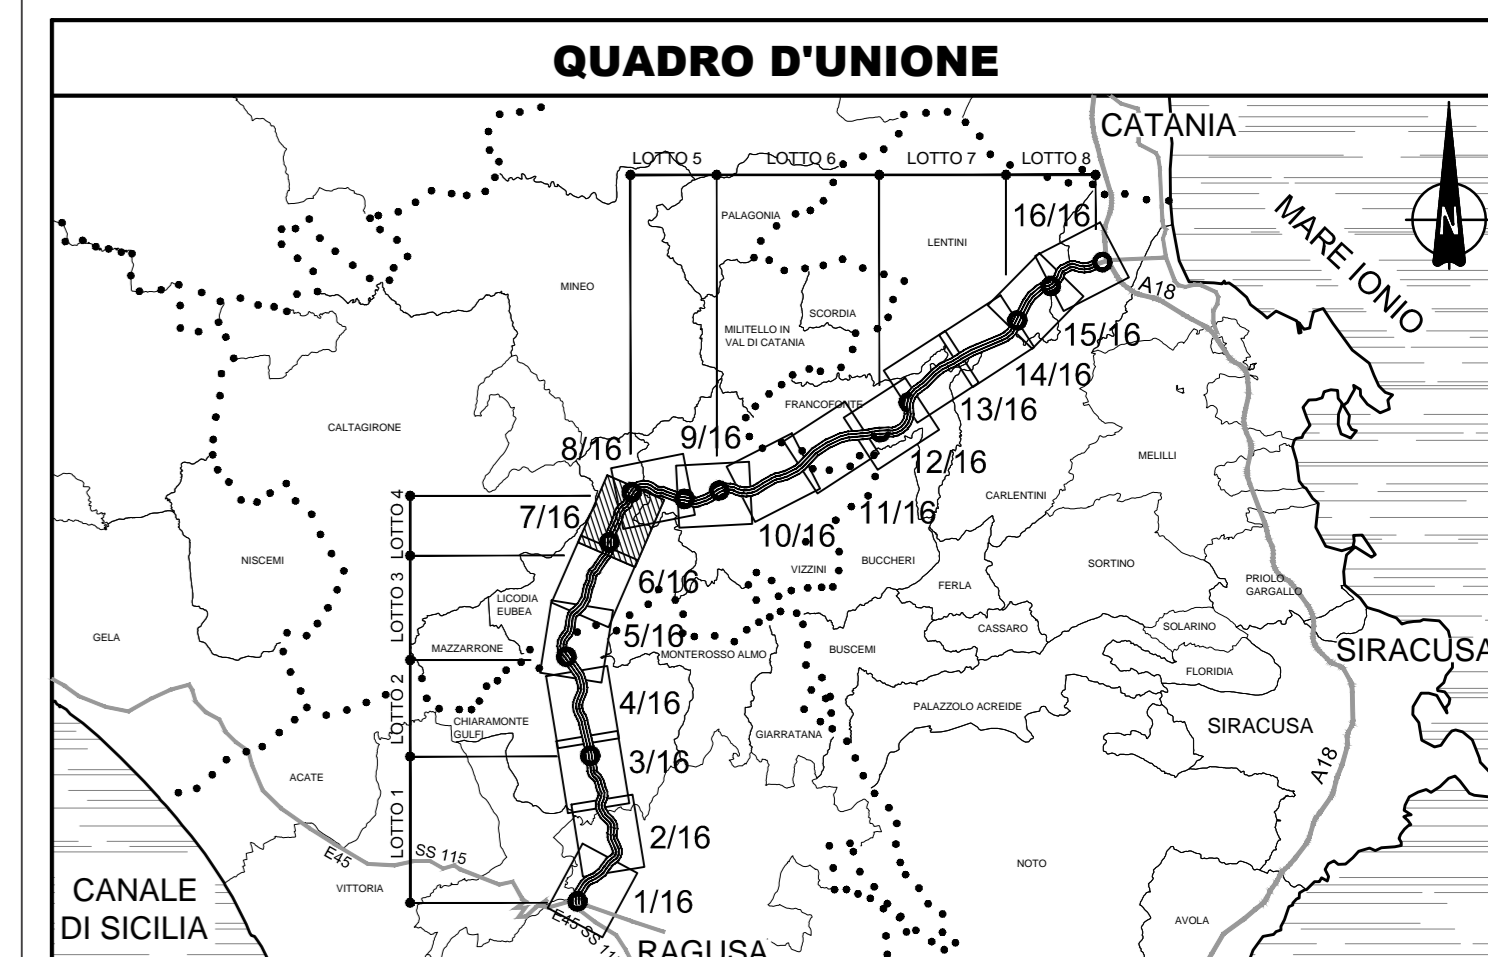 QUADRO D'UNIONE
CATANIA
LOTTO 5
LOTTO 6
LOTTO 7
LOTTO 8
16/16
PALAGONIA
LENTINI
MARE IONIO
N
MINEO
A18
SCORDIA
MILITELLO IN
VAL DI CATANIA
15/16
14/16
FRANCOFONTE
13/16
CALTAGIRONE
8/16
9/16
12/16
MELILLI
CARLENTINI
LOTTO 4
7/16
11/16
10/16
NISCEMI
VIZZINI
BUCCHERI
SORTINO
6/16
FERLA
PRIOLO
GARGALLO
LOTTO 3
LICODIA
EUBEA
GELA
5/16
CASSARO
SOLARINO
MAZZARRONE
MONTEROSSO ALMO
BUSCEMI
SIRACUSA
FLORIDIA
LOTTO 2
4/16
PALAZZOLO ACREIDE
CHIARAMONTE
GULFI
GIARRATANA
SIRACUSA
3/16
A18
ACATE
LOTTO 1
2/16
E45
SS 115
NOTO
VITTORIA
CANALE
DI SICILIA
1/16
AVOLA
E45 SS 11
RAGUSA